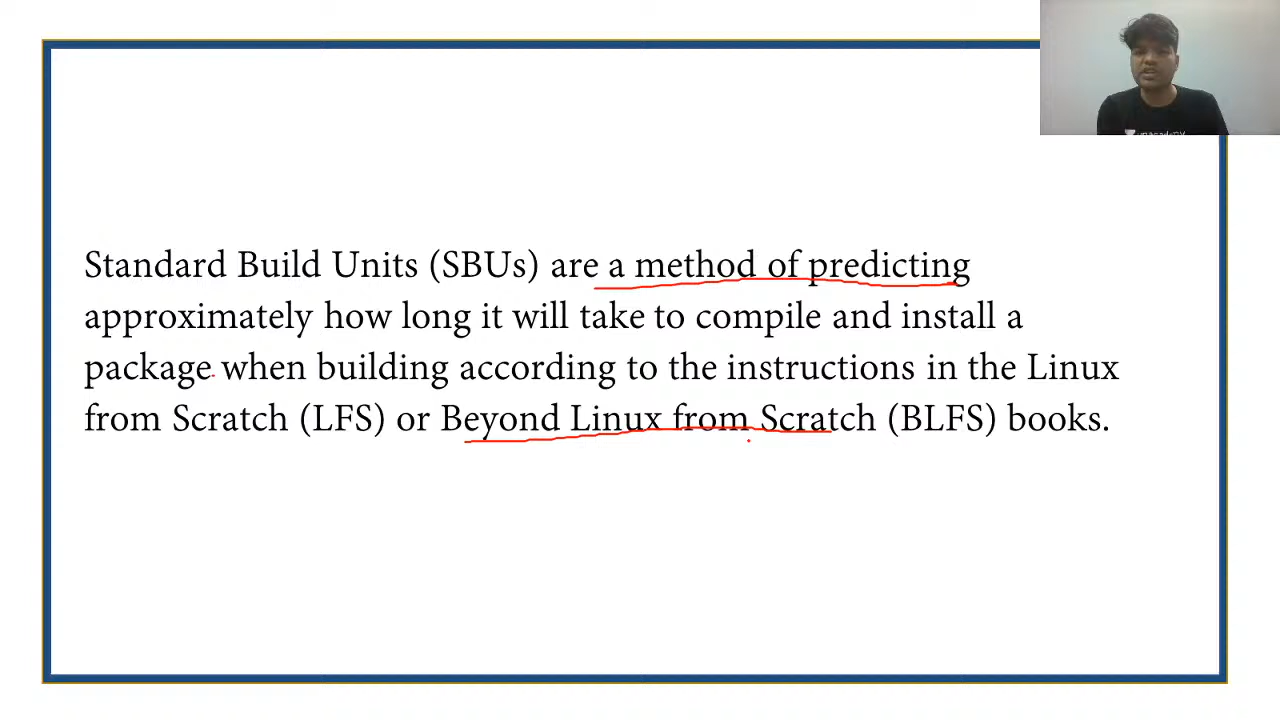 Standard Build Units (SBUs) are a method of predicting
approximately how long it will take to compile and install a
package when building according to the instructions in the Linux
from Scratch (LFS) or Beyond Linux from Scratch (BLFS) books.
unacademy